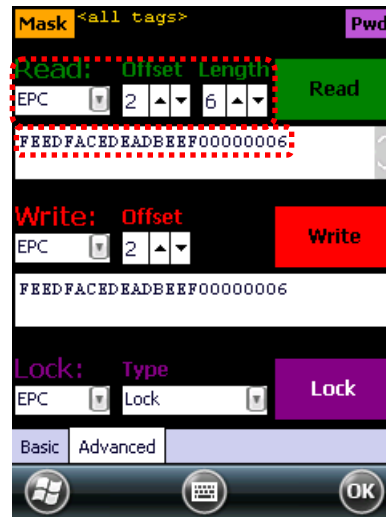 Mask <all tags> Pwd
Read: Offset Length Read
EPC 2 6
FEEDFACEDEADBEEF00000006
Write: Offset Write
EPC 2
FEEDFACEDEADBEEF00000006
Lock: Type Lock
EPC Lock
Basic Advanced
OK